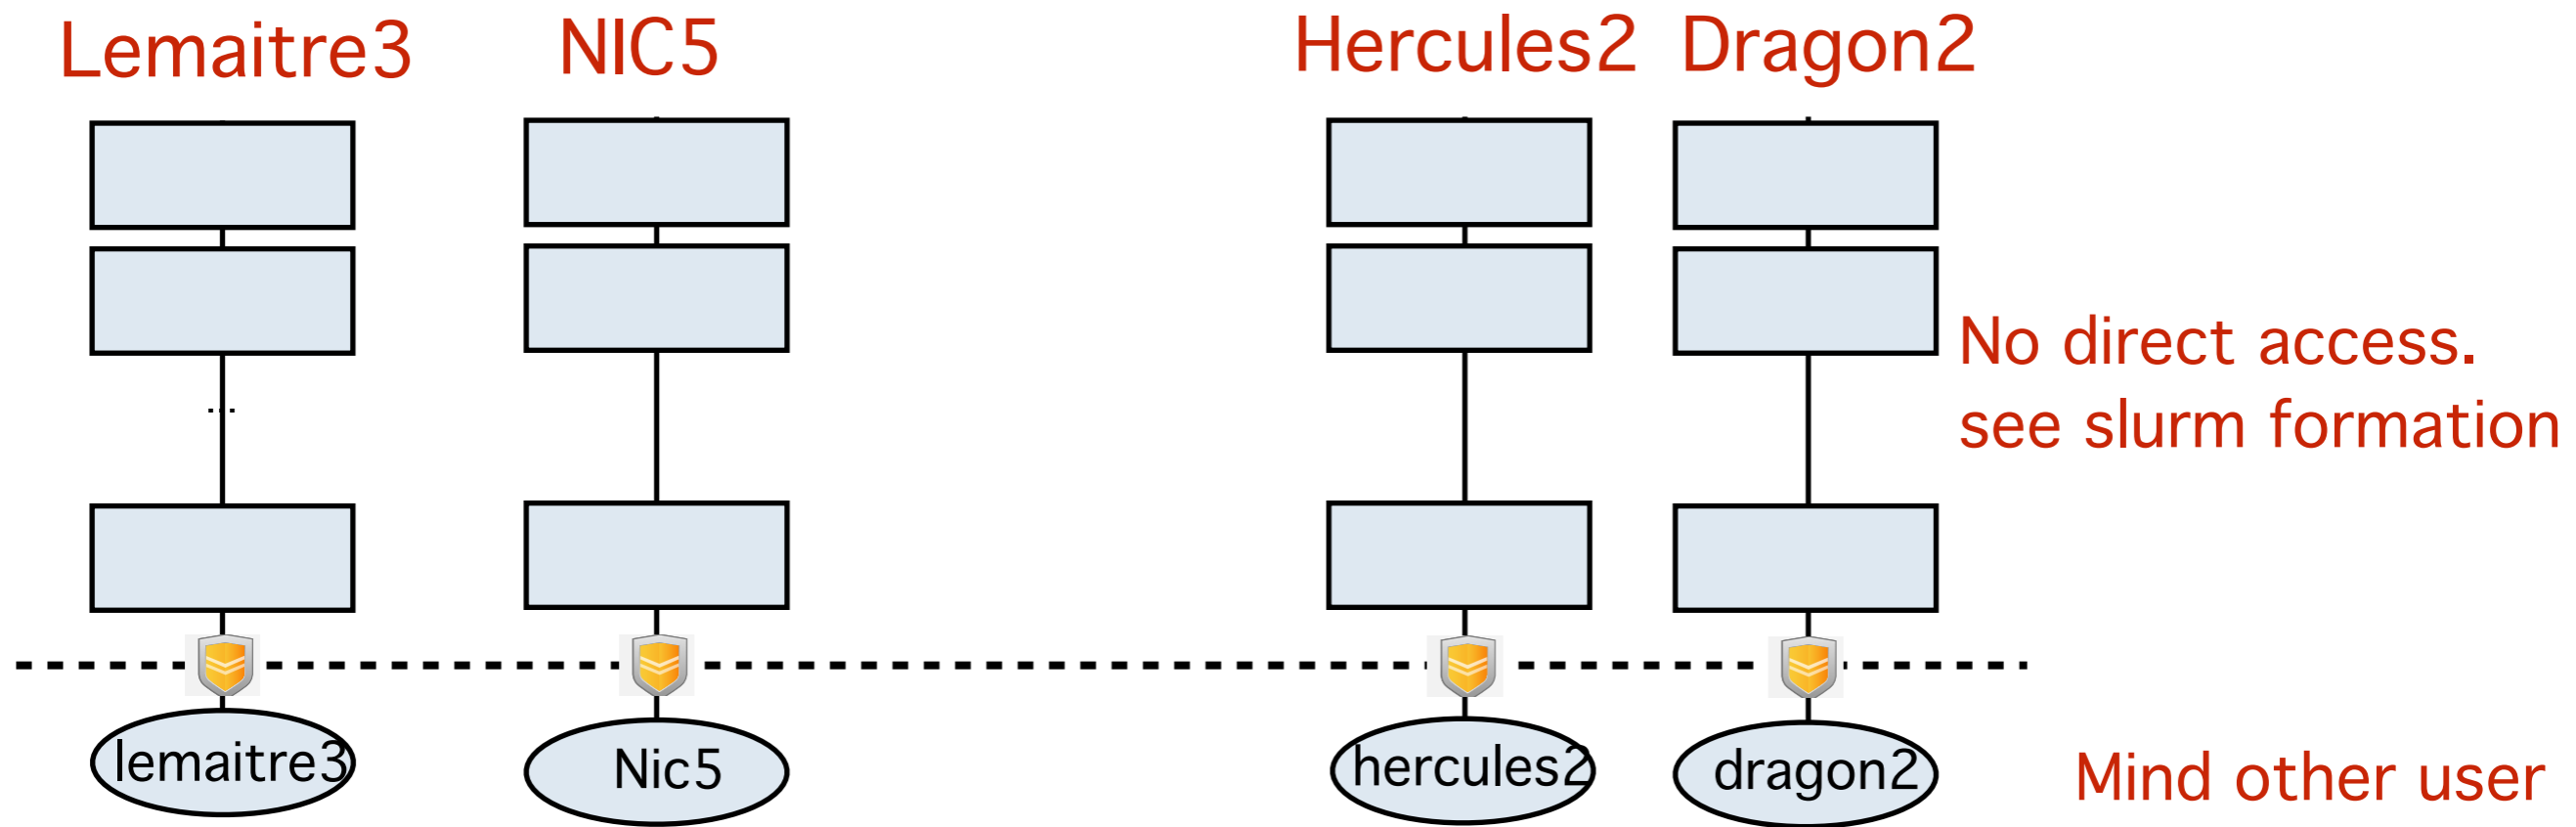 Lemaitre3 NIC5 Hercules2 Dragon2
No direct access.
see slurm formation
...
lemaitre3 Nic5 hercules2 dragon2
Mind other user